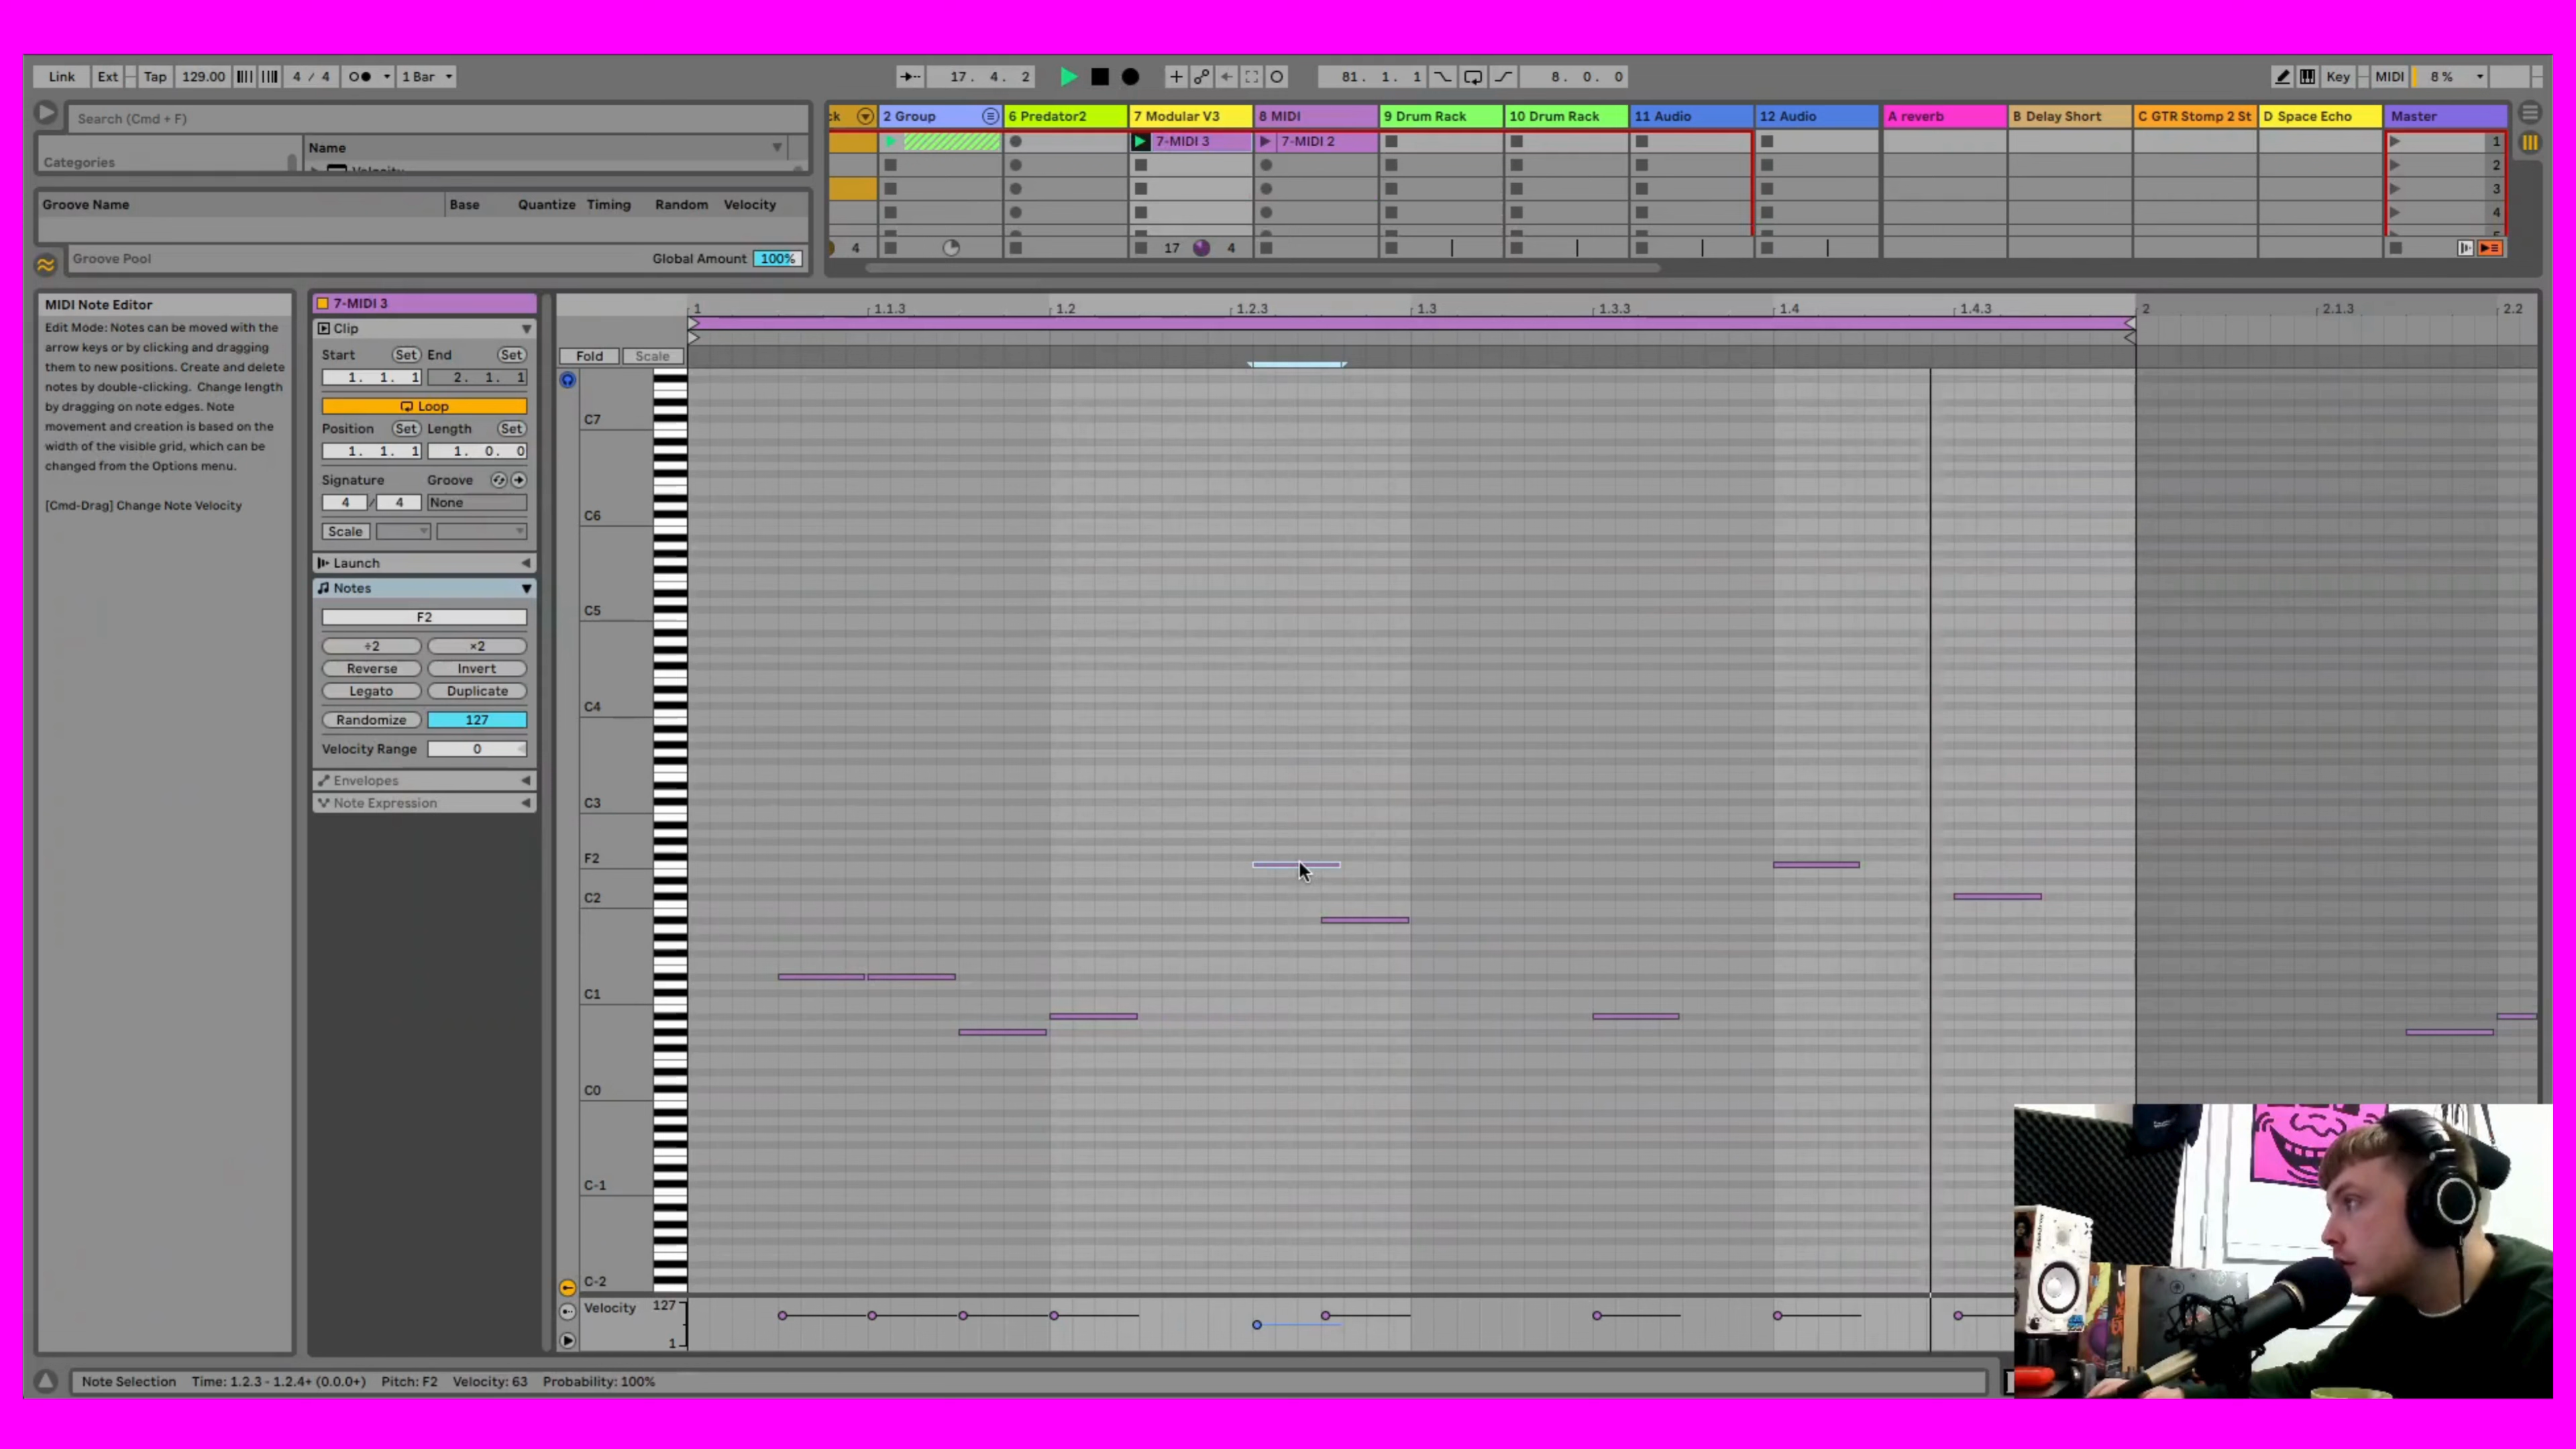 Link Ext Tap 129.00 4 / 4 1 Bar 17. 4. 2 81. 1. 1 8. 0. 0 Key MIDI 8 %
Search (Cmd + F)
Categories
Name
Groove Name Base Quantize Timing Random Velocity
Groove Pool Global Amount 100%
ck 2 Group 6 Predator2 7 Modular V3 8 MIDI 9 Drum Rack 10 Drum Rack 11 Audio 12 Audio A reverb B Delay Short C GTR Stomp 2 St D Space Echo Master
7-MIDI 3 7-MIDI 2 1
2
3
4
4 17 4
MIDI Note Editor
Edit Mode: Notes can be moved with the
arrow keys or by clicking and dragging
them to new positions. Create and delete
notes by double-clicking. Change length
by dragging on note edges. Note
movement and creation is based on the
width of the visible grid, which can be
changed from the Options menu.
[Cmd-Drag] Change Note Velocity
7-MIDI 3
Clip
Start Set End Set
1. 1. 1 2. 1. 1
Loop
Position Set Length Set
1. 1. 1 1. 0. 0
Signature Groove
4 / 4 None
Scale
Launch
Notes
F2
÷2 ×2
Reverse Invert
Legato Duplicate
Randomize 127
Velocity Range 0
Envelopes
Note Expression
1 1.1.3 1.2 1.2.3 1.3 1.3.3 1.4 1.4.3 2 2.1.3 2.2
Fold Scale
C7
C6
C5
C4
C3
F2
C2
C1
C0
C-1
C-2
Velocity 127
1
Note Selection Time: 1.2.3 - 1.2.4+ (0.0.0+) Pitch: F2 Velocity: 63 Probability: 100%